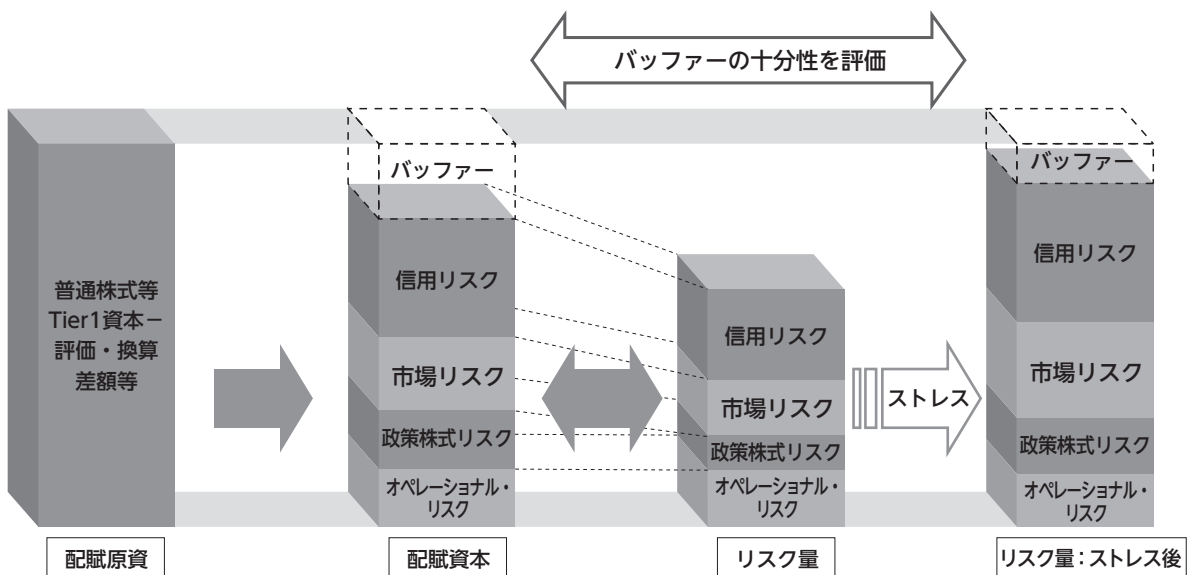 バッファーの十分性を評価
普通株式等
Tier1資本－
評価・換算
差額等
配賦原資
バッファー
信用リスク
市場リスク
政策株式リスク
オペレーショナル・
リスク
配賦資本
信用リスク
市場リスク
政策株式リスク
オペレーショナル・
リスク
リスク量
ストレス
バッファー
信用リスク
市場リスク
政策株式リスク
オペレーショナル・
リスク
リスク量：ストレス後